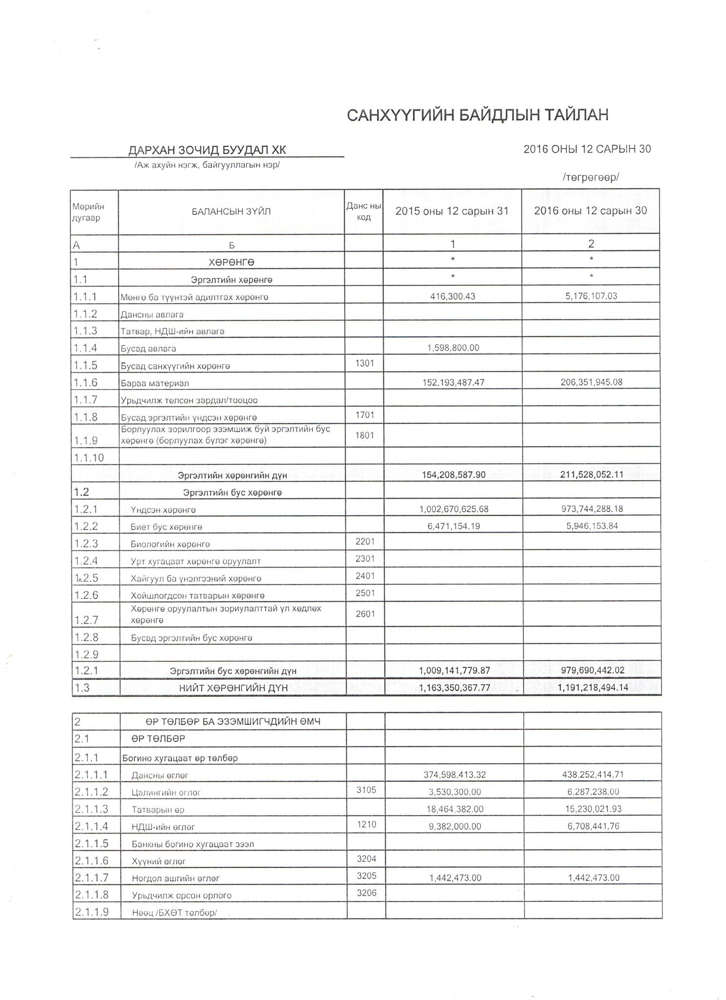 САНХҮҮГИЙН БАЙДЛЫН ТАЙЛАН
ДАРХАН ЗОЧИД БУУДАЛ ХК 2016 ОНЫ 12 САРЫН 30
/Аж ахуйн нэгж, байгууллагын нэр/
/төгрөгөөр/
Мөрийн дугаар БАЛАНСЫН ЗҮЙЛ Данс ны код 2015 оны 12 сарын 31 2016 оны 12 сарын 30
А Б 1 2
1 ХӨРӨНГӨ * *
1.1 Эргэлтийн хөрөнгө * *
1.1.1 Мөнгө ба түүнтэй адилтгах хөрөнгө 416,300.43 5,176,107.03
1.1.2 Дансны авлага
1.1.3 Татвар, НДШ-ийн авлага
1.1.4 Бусад авлага 1,598,800.00
1.1.5 Бусад санхүүгийн хөрөнгө 1301
1.1.6 Бараа материал 152,193,487.47 206,351,945.08
1.1.7 Урьдчилж төлсөн зардал/тооцоо
1.1.8 Бусад эргэлтийн үндсэн хөрөнгө 1701
1.1.9 Борлуулах зорилгоор эзэмшиж буй эргэлтийн бус хөрөнгө (борлуулах бүлэг хөрөнгө) 1801
1.1.10
Эргэлтийн хөрөнгийн дүн 154,208,587.90 211,528,052.11
1.2 Эргэлтийн бус хөрөнгө
1.2.1 Үндсэн хөрөнгө 1,002,670,625.68 973,744,288.18
1.2.2 Биет бус хөрөнгө 6,471,154.19 5,946,153.84
1.2.3 Биологийн хөрөнгө 2201
1.2.4 Урт хугацаат хөрөнгө оруулалт 2301
1.2.5 Хайгуул ба үнэлгээний хөрөнгө 2401
1.2.6 Хойшлогдсон татварын хөрөнгө 2501
1.2.7 Хөрөнгө оруулалтын зориулалттай үл хөдлөх хөрөнгө 2601
1.2.8 Бусад эргэлтийн бус хөрөнгө
1.2.9
1.2.1 Эргэлтийн бус хөрөнгийн дүн 1,009,141,779.87 979,690,442.02
1.3 НИЙТ ХӨРӨНГИЙН ДҮН 1,163,350,367.77 1,191,218,494.14
2 ӨР ТӨЛБӨР БА ЭЗЭМШИГЧДИЙН ӨМЧ
2.1 ӨР ТӨЛБӨР
2.1.1 Богино хугацаат өр төлбөр
2.1.1.1 Дансны өглөг 374,598,413.32 438,252,414.71
2.1.1.2 Цалингийн өглөг 3105 3,530,300.00 6,287,238.00
2.1.1.3 Татварын өр 18,464,382.00 15,230,021.93
2.1.1.4 НДШ-ийн өглөг 1210 9,382,000.00 6,708,441.76
2.1.1.5 Банкны богино хугацаат зээл
2.1.1.6 Хүүний өглөг 3204
2.1.1.7 Ногдол ашгийн өглөг 3205 1,442,473.00 1,442,473.00
2.1.1.8 Урьдчилж орсон орлого 3206
2.1.1.9 Нөөц /БХӨТ төлбөр/